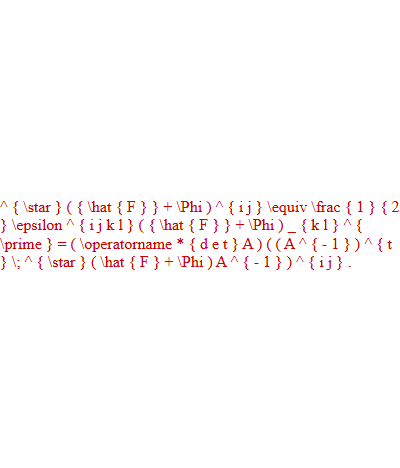 ^ { \star } ( { \hat { F } } + \Phi ) ^ { i j } \equiv \frac { 1 } { 2
} \epsilon ^ { i j k l } ( { \hat { F } } + \Phi ) _ { k l } ^ {
\prime } = ( \operatorname * { d e t } A ) ( ( A ^ { - 1 } ) ^ { t
} \; ^ { \star } ( \hat { F } + \Phi ) A ^ { - 1 } ) ^ { i j } .